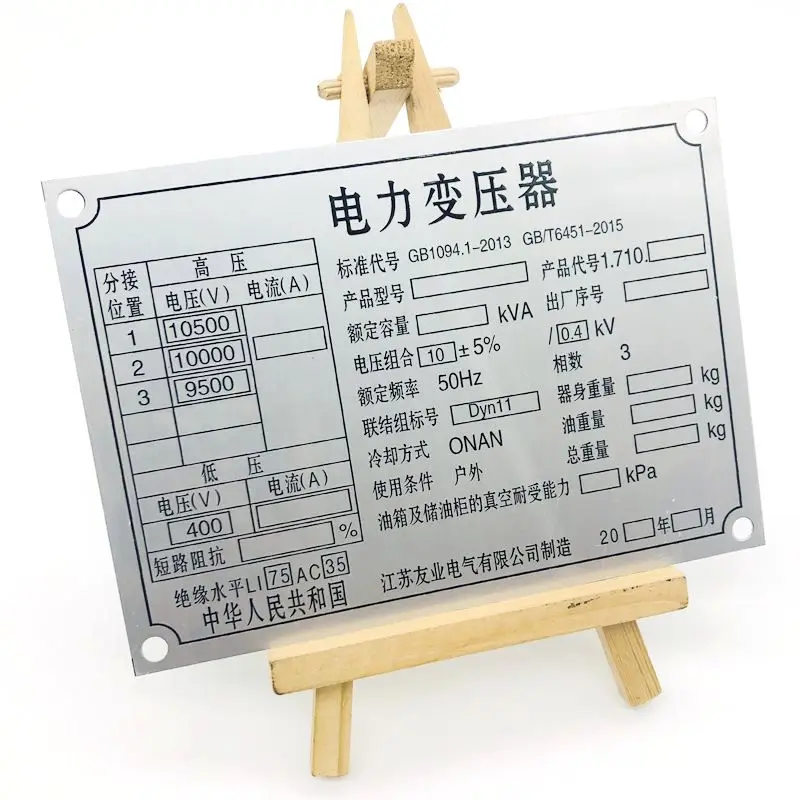 电力变压器
标准代号 GB1094.1-2013 GB/T6451-2015
产品型号 产品代号1.710.
额定容量 kVA 出厂序号
电压组合 10 ±5% / 0.4 kV
额定频率 50Hz 相数 3
联结组标号 Dyn11 器身重量 kg
冷却方式 ONAN 油重量 kg
使用条件 户外 总重量 kg
油箱及储油柜的真空耐受能力 kPa
江苏友业电气有限公司制造 20 年 月
分接位置 高压
电压(V) 电流(A)
1 10500
2 10000
3 9500
低压
电压(V) 电流(A)
400
短路阻抗 %
绝缘水平LI 75 AC 35
中华人民共和国